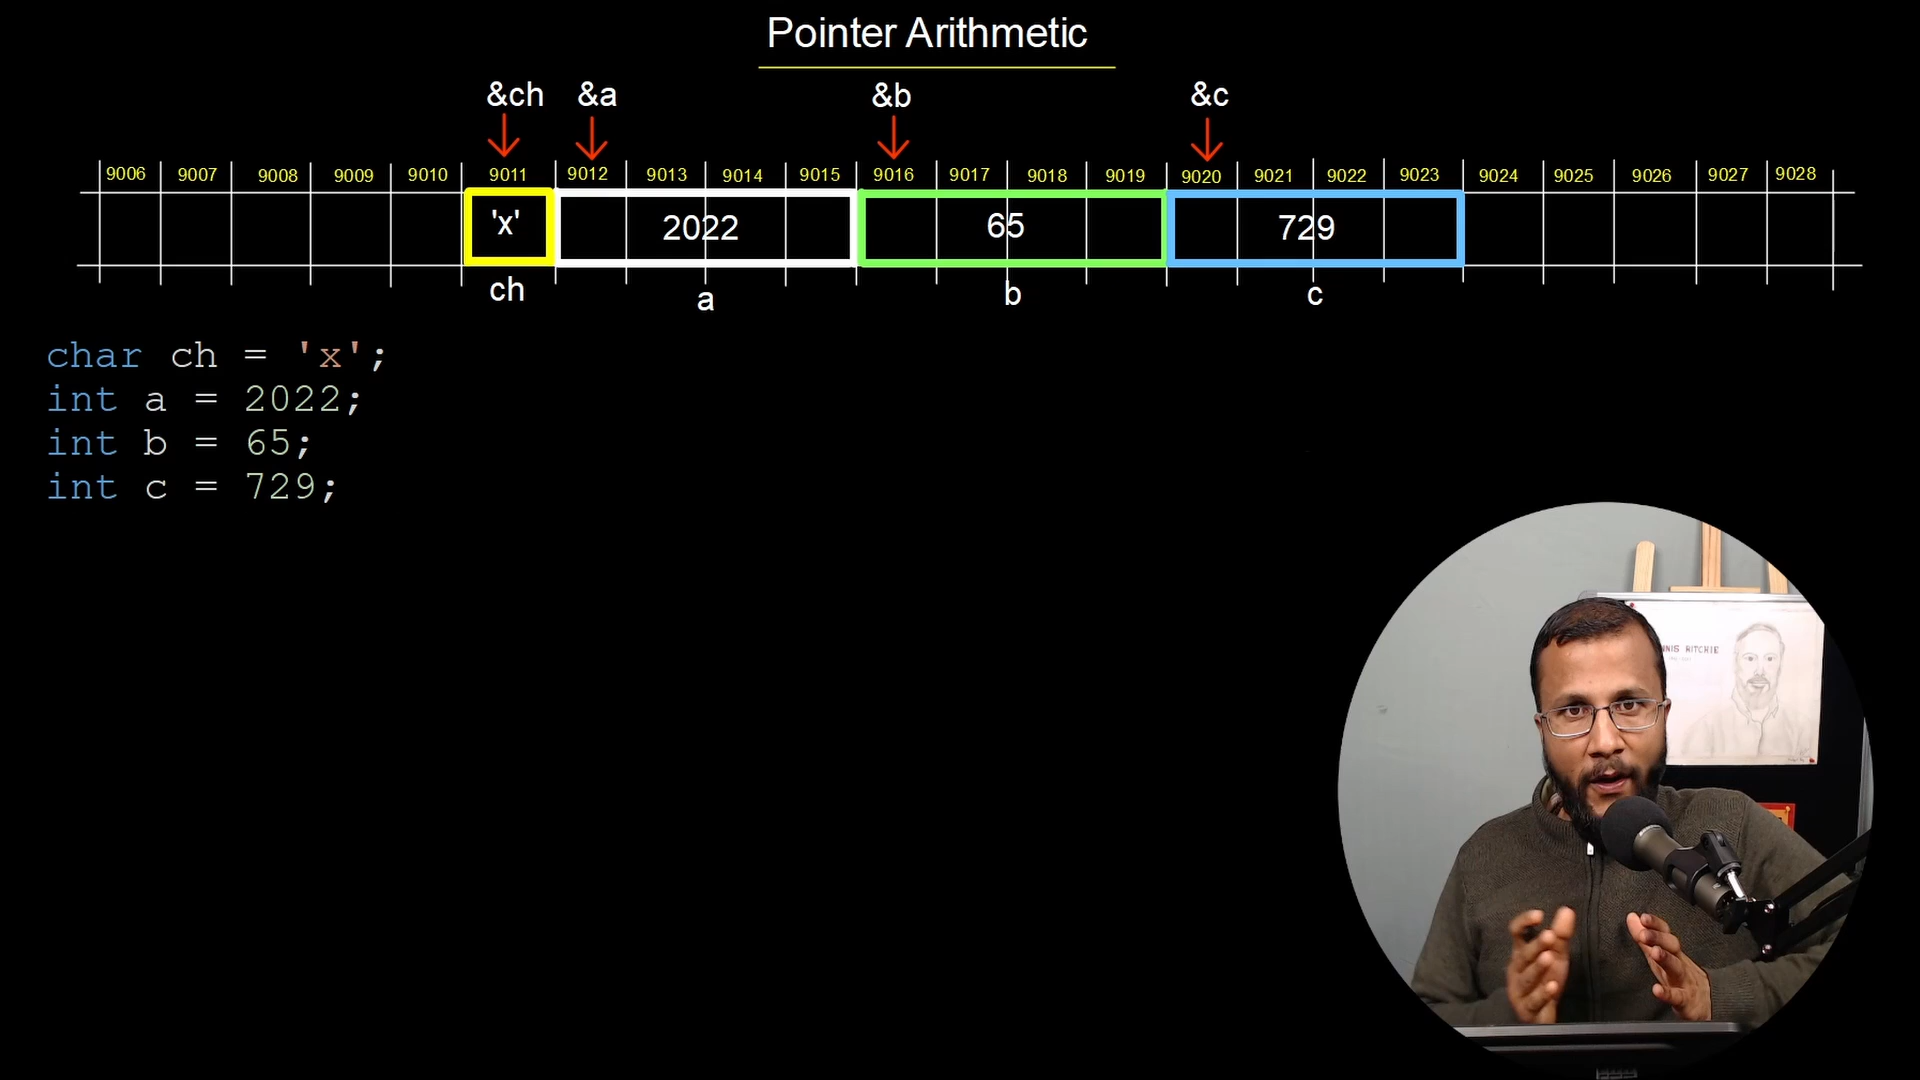 Pointer Arithmetic
&ch &a &b &c
9006 9007 9008 9009 9010 9011 9012 9013 9014 9015 9016 9017 9018 9019 9020 9021 9022 9023 9024 9025 9026 9027 9028
'x' 2022 65 729
ch a b c
char ch = 'x';
int a = 2022;
int b = 65;
int c = 729;
RITCHIE